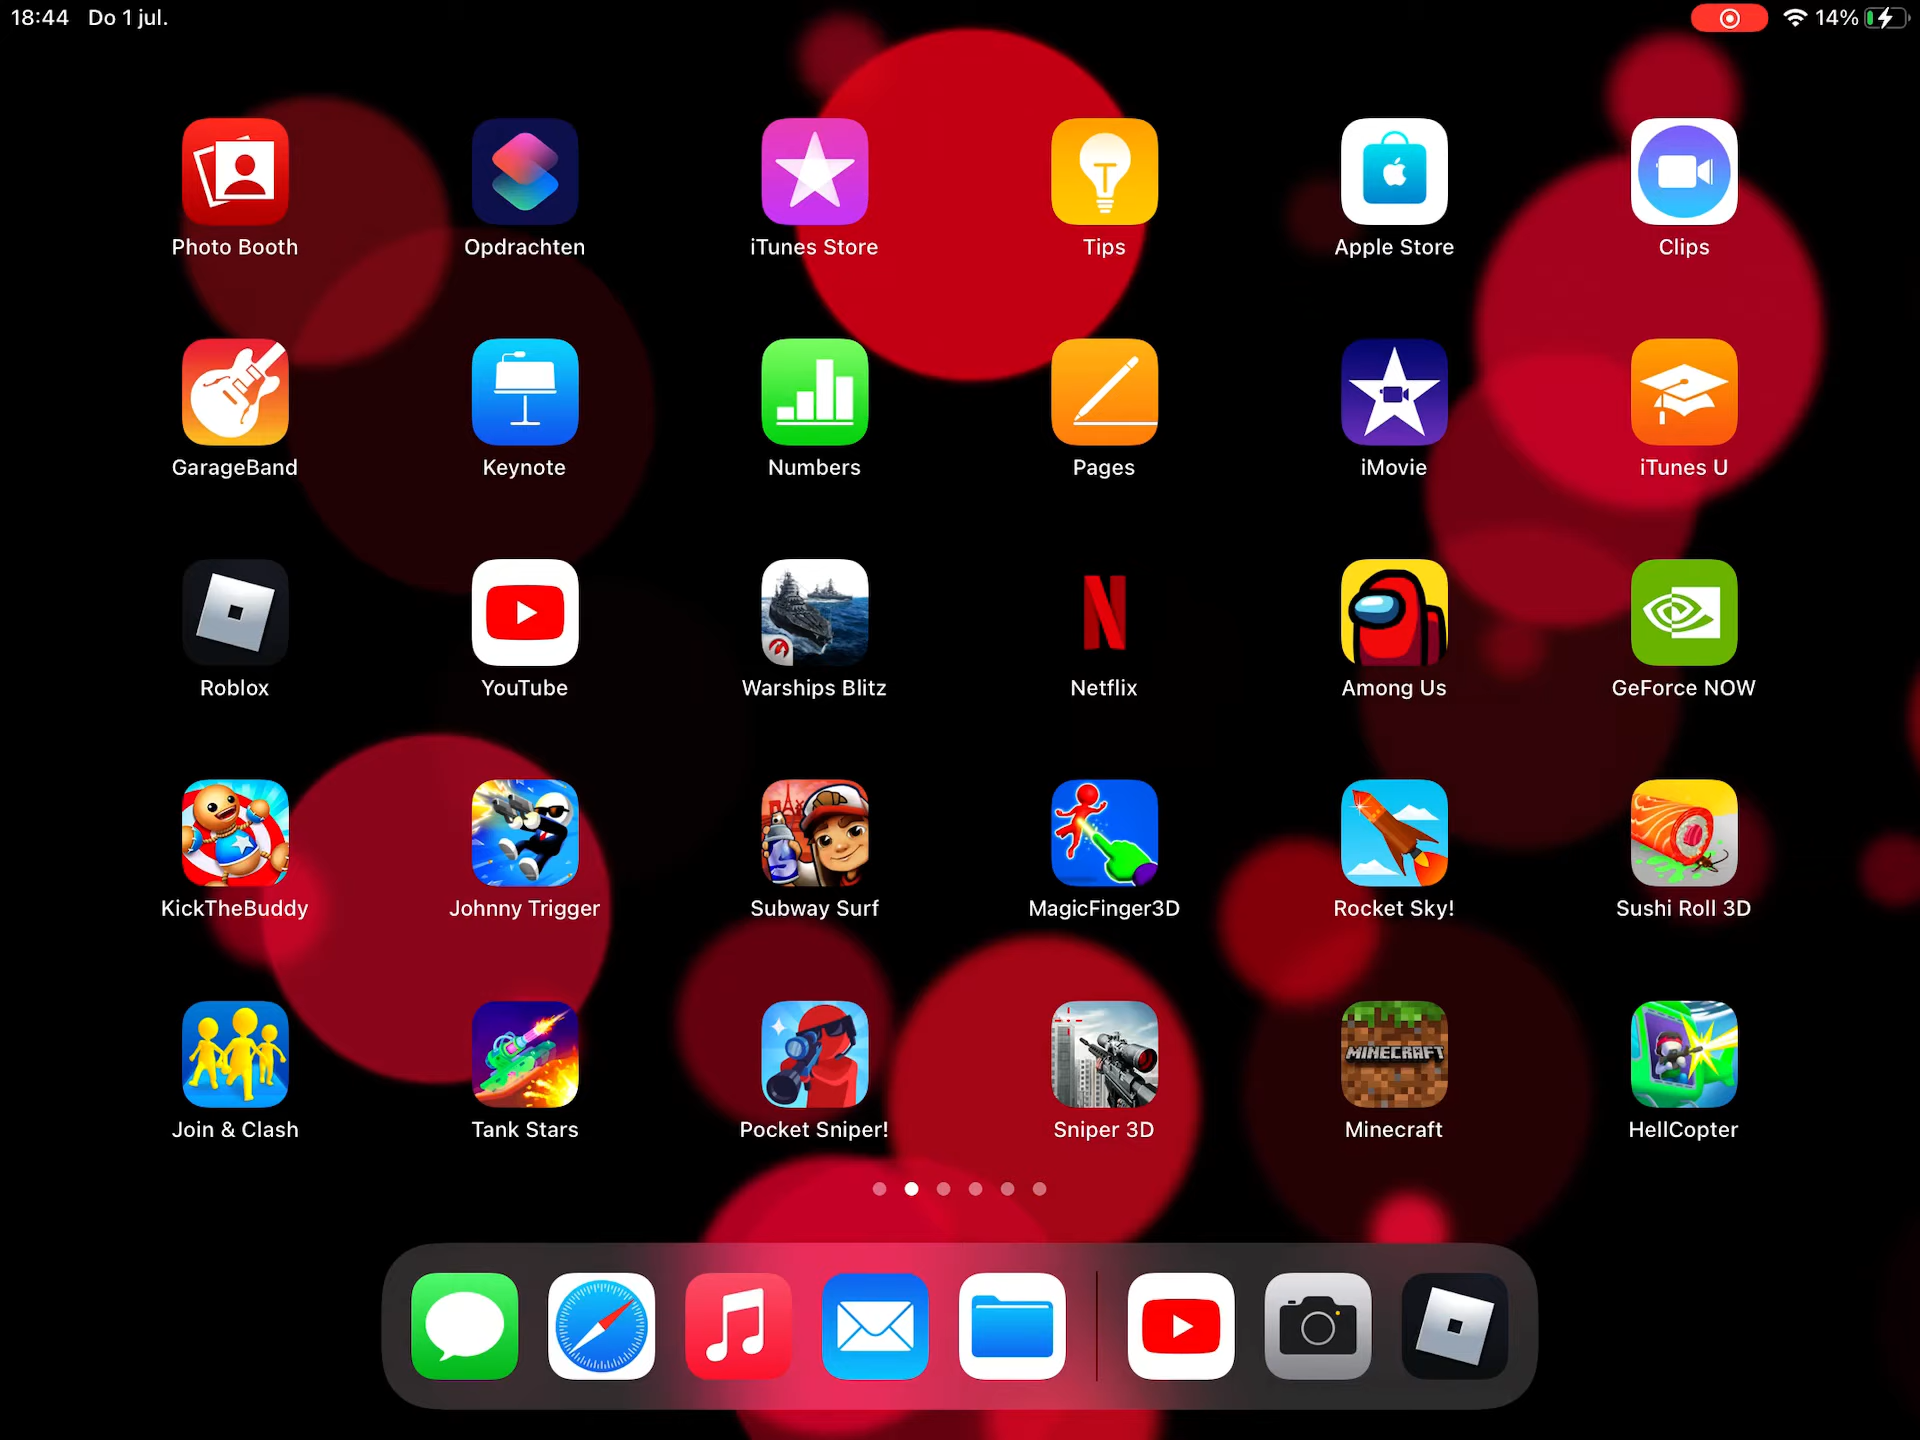 18:44 Do 1 jul. 14%
Photo Booth Opdrachten iTunes Store Tips Apple Store Clips
GarageBand Keynote Numbers Pages iMovie iTunes U
Roblox YouTube Warships Blitz Netflix Among Us GeForce NOW
KickTheBuddy Johnny Trigger Subway Surf MagicFinger3D Rocket Sky! Sushi Roll 3D
MINECRAFT
Join & Clash Tank Stars Pocket Sniper! Sniper 3D Minecraft HellCopter